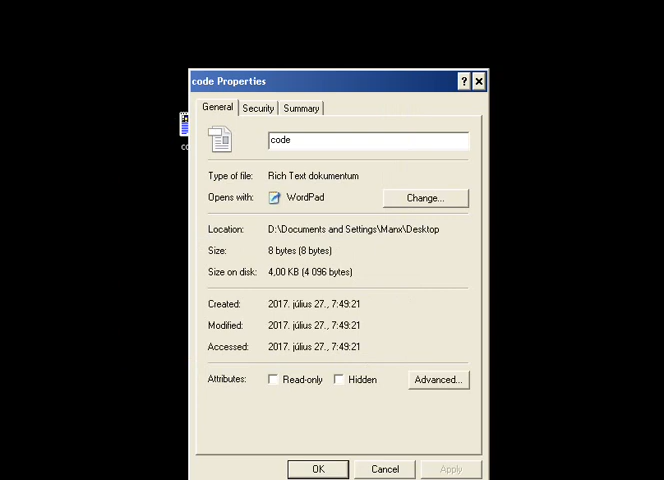 code Properties
General Security Summary
code
Type of file: Rich Text dokumentum
Opens with: WordPad Change...
Location: D:\Documents and Settings\Manx\Desktop
Size: 8 bytes (8 bytes)
Size on disk: 4,00 KB (4 096 bytes)
Created: 2017. július 27., 7:49:21
Modified: 2017. július 27., 7:49:21
Accessed: 2017. július 27., 7:49:21
Attributes: Read-only Hidden Advanced...
OK Cancel Apply